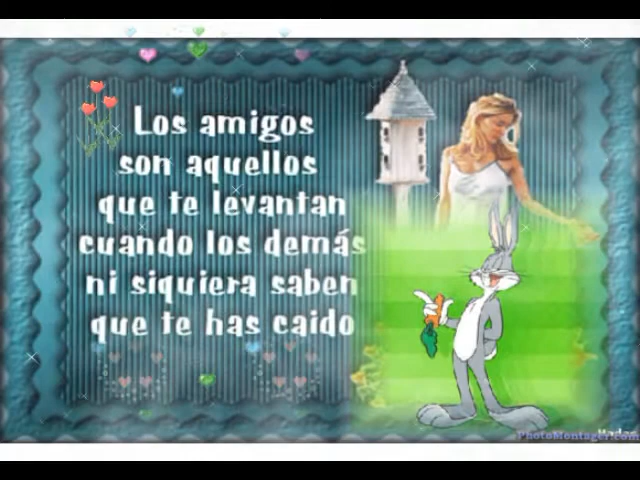 Los amigos
son aquellos
que te levantan
cuando los demás
ni siquiera saben
que te has caido
PhotoMontager.com